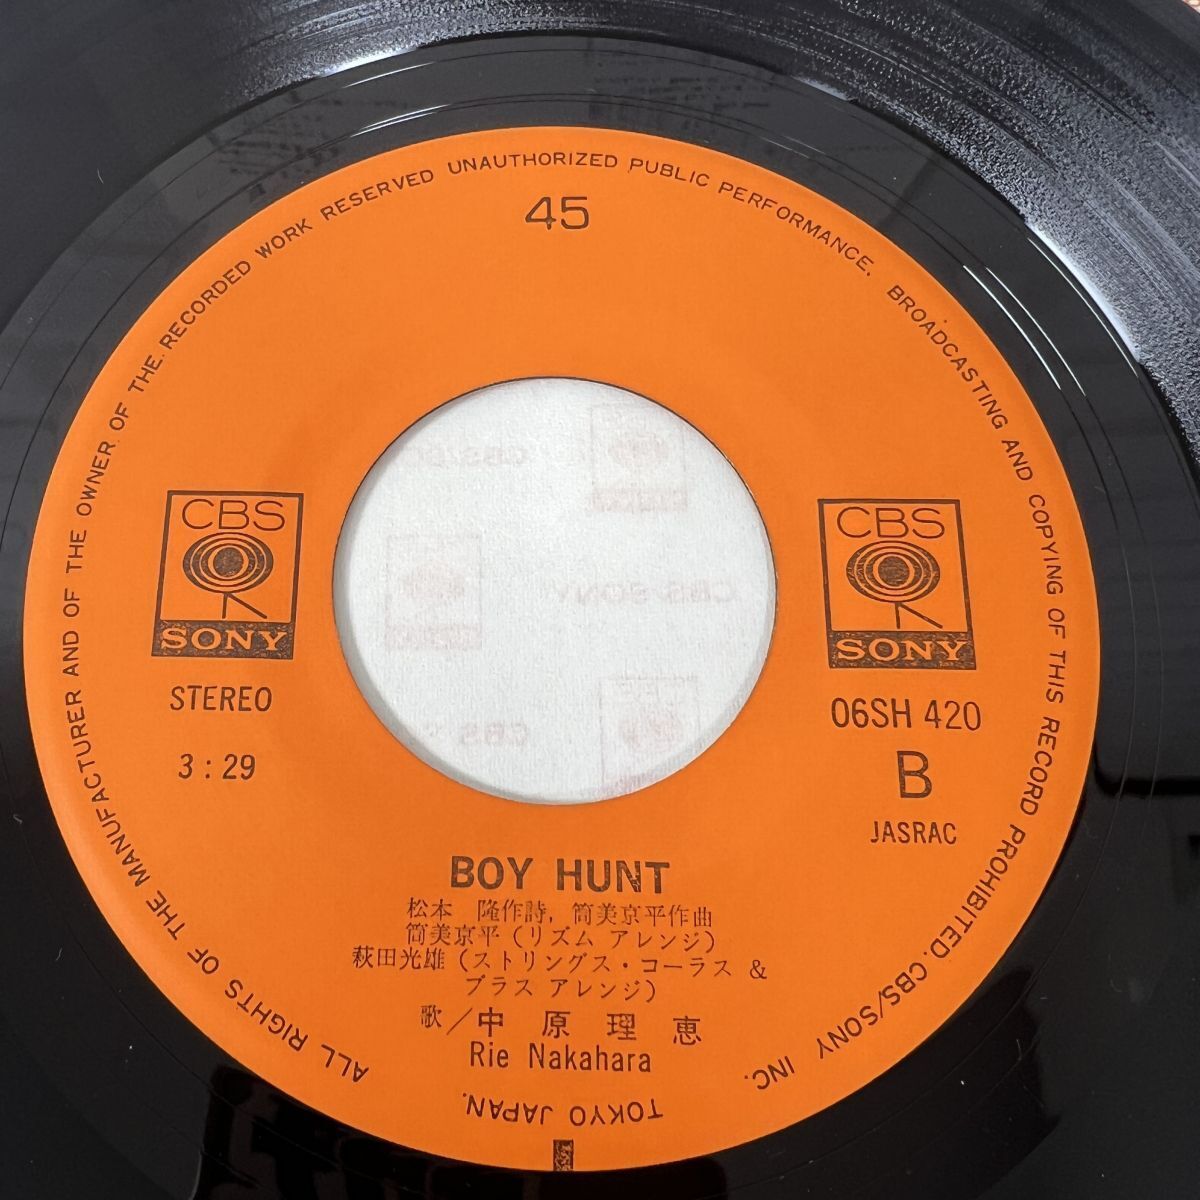 ALL RIGHTS OF THE MANUFACTURER AND OF THE OWNER OF THE RECORDED WORK RESERVED UNAUTHORIZED PUBLIC PERFORMANCE. BROADCASTING AND COPYING OF THIS RECORD PROHIBITED. CBS/SONY INC. TOKYO JAPAN.
45
CBS
SONY
STEREO
3:29
CBS
SONY
06SH 420
B
JASRAC
BOY HUNT
松本 隆作詩, 筒美京平作曲
筒美京平(リズム アレンジ)
萩田光雄(ストリングス・コーラス &
ブラス アレンジ)
歌/中原理恵
Rie Nakahara